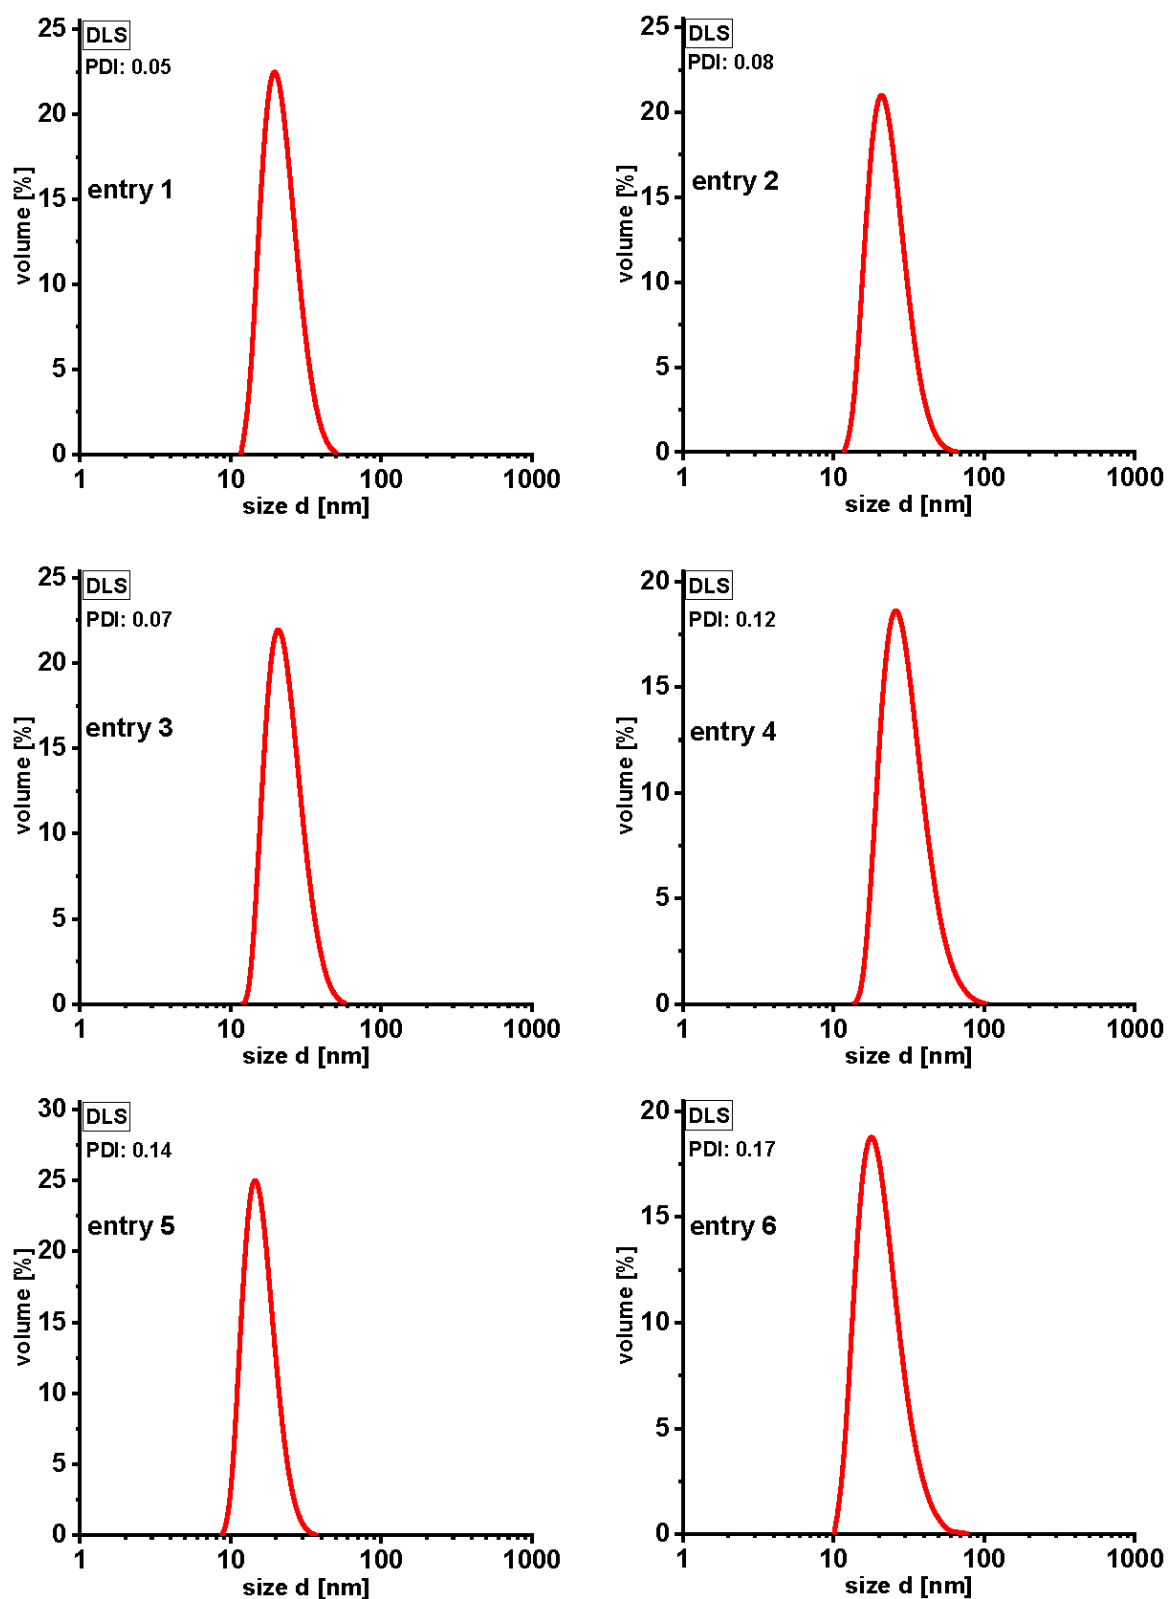 DLS
PDI: 0.05
entry 1
volume [%]
25
20
15
10
5
0
1 10 100 1000
size d [nm]
DLS
PDI: 0.08
entry 2
volume [%]
25
20
15
10
5
0
1 10 100 1000
size d [nm]
DLS
PDI: 0.07
entry 3
volume [%]
25
20
15
10
5
0
1 10 100 1000
size d [nm]
DLS
PDI: 0.12
entry 4
volume [%]
20
15
10
5
0
1 10 100 1000
size d [nm]
DLS
PDI: 0.14
entry 5
volume [%]
30
25
20
15
10
5
0
1 10 100 1000
size d [nm]
DLS
PDI: 0.17
entry 6
volume [%]
20
15
10
5
0
1 10 100 1000
size d [nm]